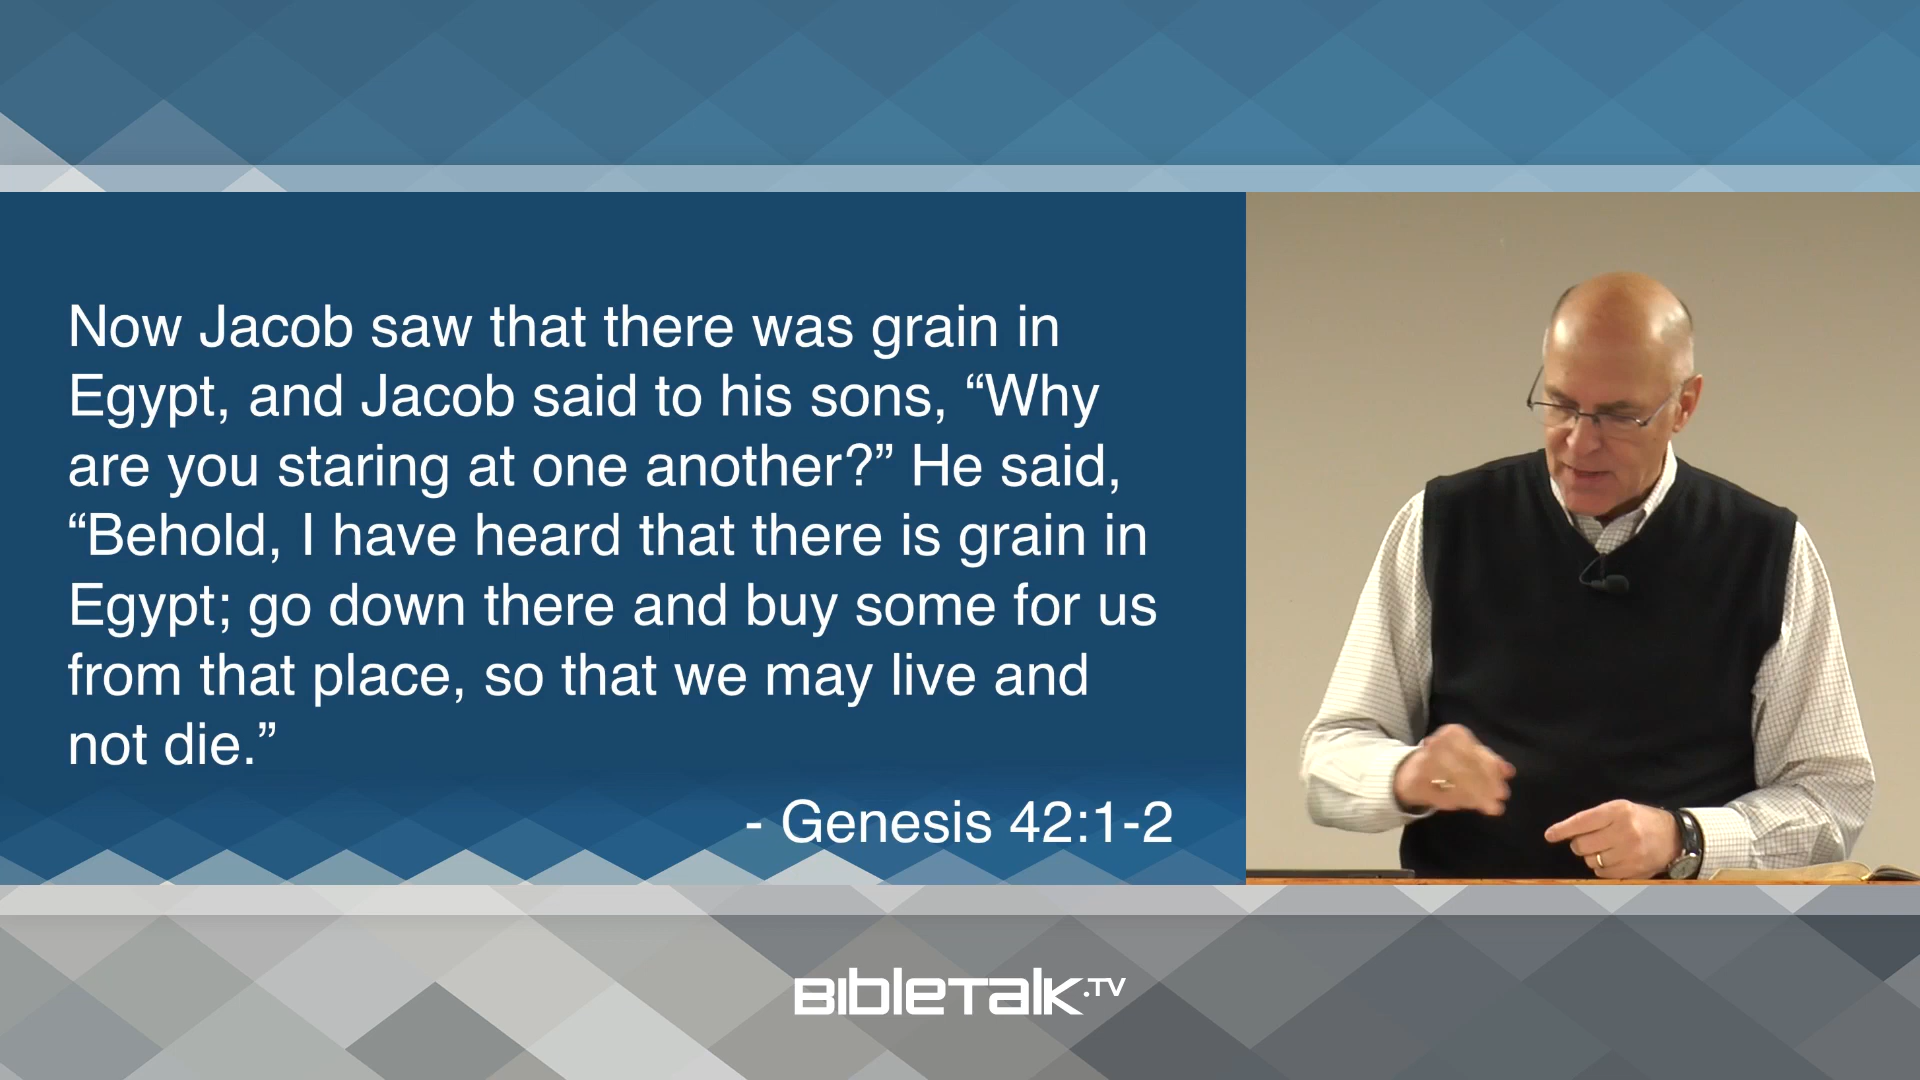 Now Jacob saw that there was grain in
Egypt, and Jacob said to his sons, “Why
are you staring at one another?” He said,
“Behold, I have heard that there is grain in
Egypt; go down there and buy some for us
from that place, so that we may live and
not die.”
- Genesis 42:1-2
BibleTalk.TV